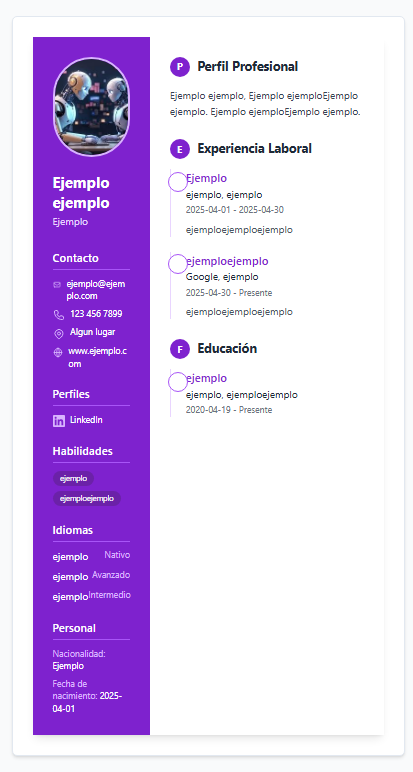 Ejemplo
ejemplo
Ejemplo
Contacto
ejemplo@ejem
plo.com
123 456 7899
Algun lugar
www.ejemplo.c
om
Perfiles
LinkedIn
Habilidades
ejemplo
ejemploejemplo
Idiomas
ejemplo Nativo
ejemplo Avanzado
ejemplo Intermedio
Personal
Nacionalidad:
Ejemplo
Fecha de
nacimiento: 2025-
04-01
P Perfil Profesional
Ejemplo ejemplo, Ejemplo ejemploEjemplo
ejemplo. Ejemplo ejemploEjemplo ejemplo.
E Experiencia Laboral
Ejemplo
ejemplo, ejemplo
2025-04-01 - 2025-04-30
ejemploejemploejemplo
ejemploejemplo
Google, ejemplo
2025-04-30 - Presente
ejemploejemploejemplo
F Educación
ejemplo
ejemplo, ejemploejemplo
2020-04-19 - Presente